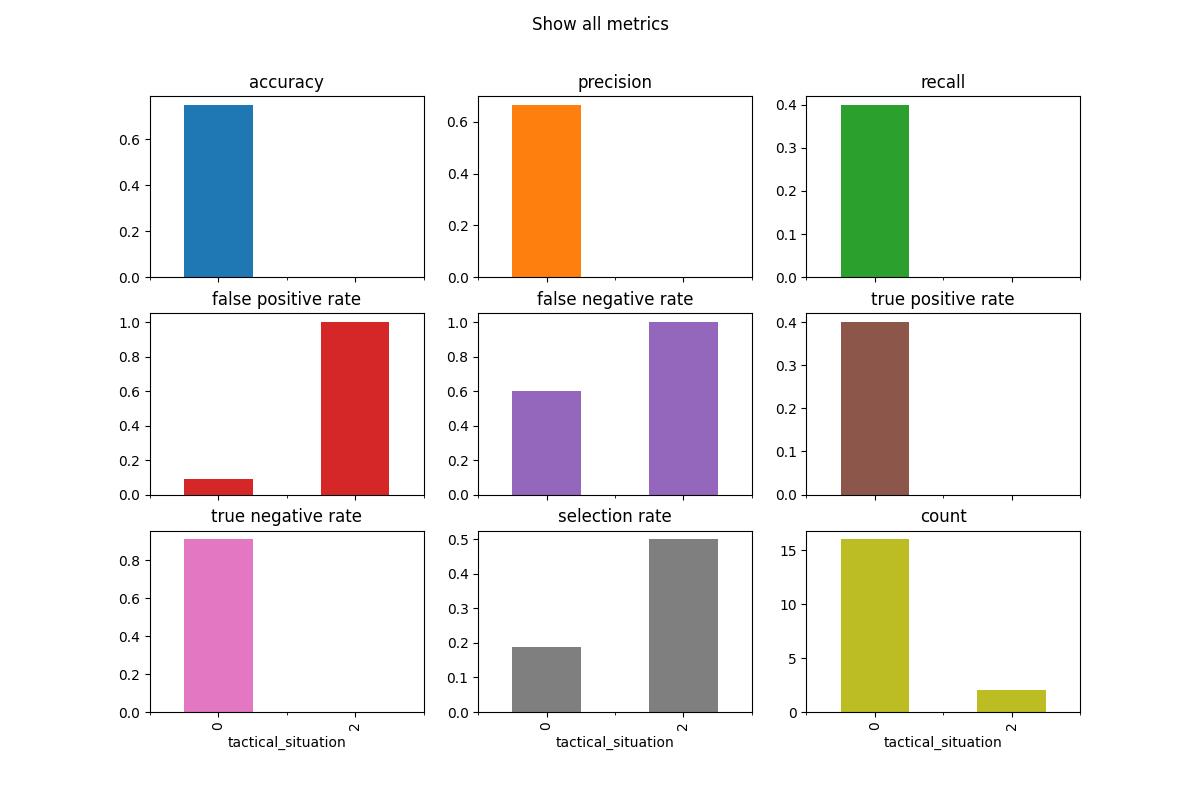 Show all metrics
accuracy precision recall
0.6 0.6 0.4
0.4 0.4 0.3
0.2 0.2 0.2
0.0 0.0 0.1
0.0
false positive rate false negative rate true positive rate
1.0 1.0 0.4
0.8 0.8 0.3
0.6 0.6 0.2
0.4 0.4 0.1
0.2 0.2 0.0
0.0 0.0
true negative rate selection rate count
0.8 0.5 15
0.6 0.4 10
0.4 0.3 5
0.2 0.2 0
0.0 0.1
0.0
0 2 0 2 0 2
tactical_situation tactical_situation tactical_situation